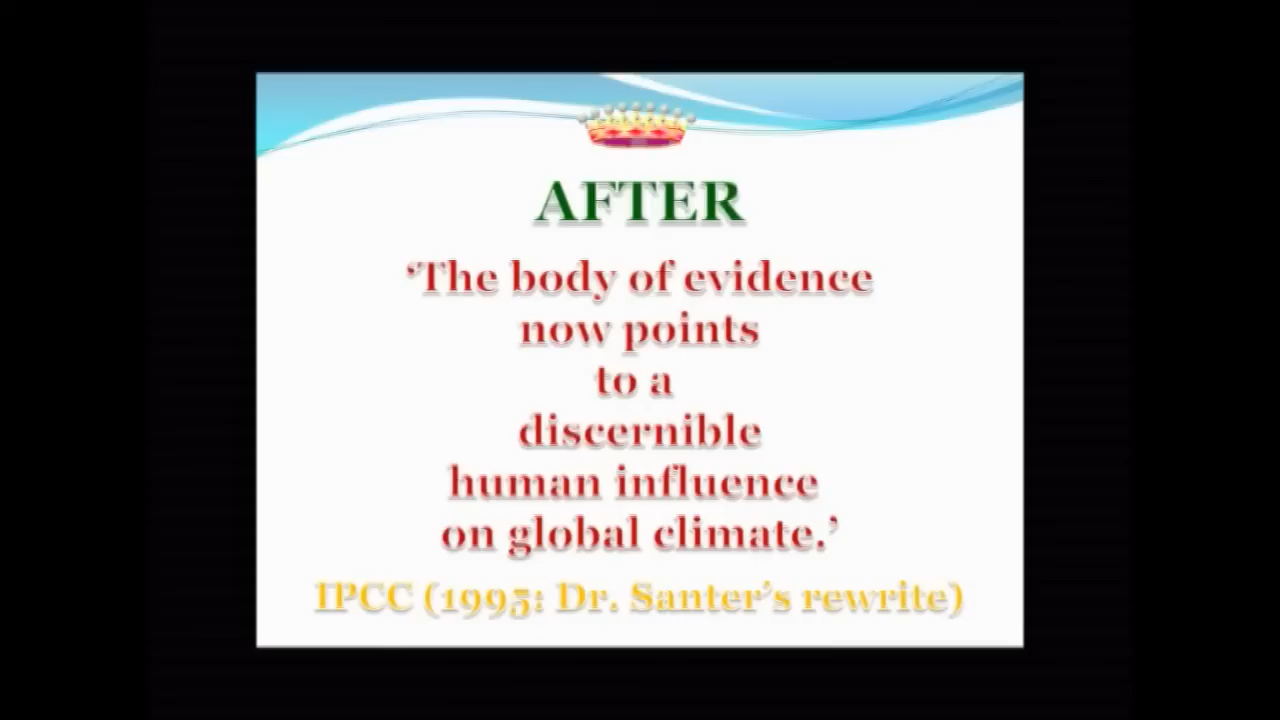 AFTER
‘The body of evidence
now points
to a
discernible
human influence
on global climate.’
IPCC (1995: Dr. Santer’s rewrite)